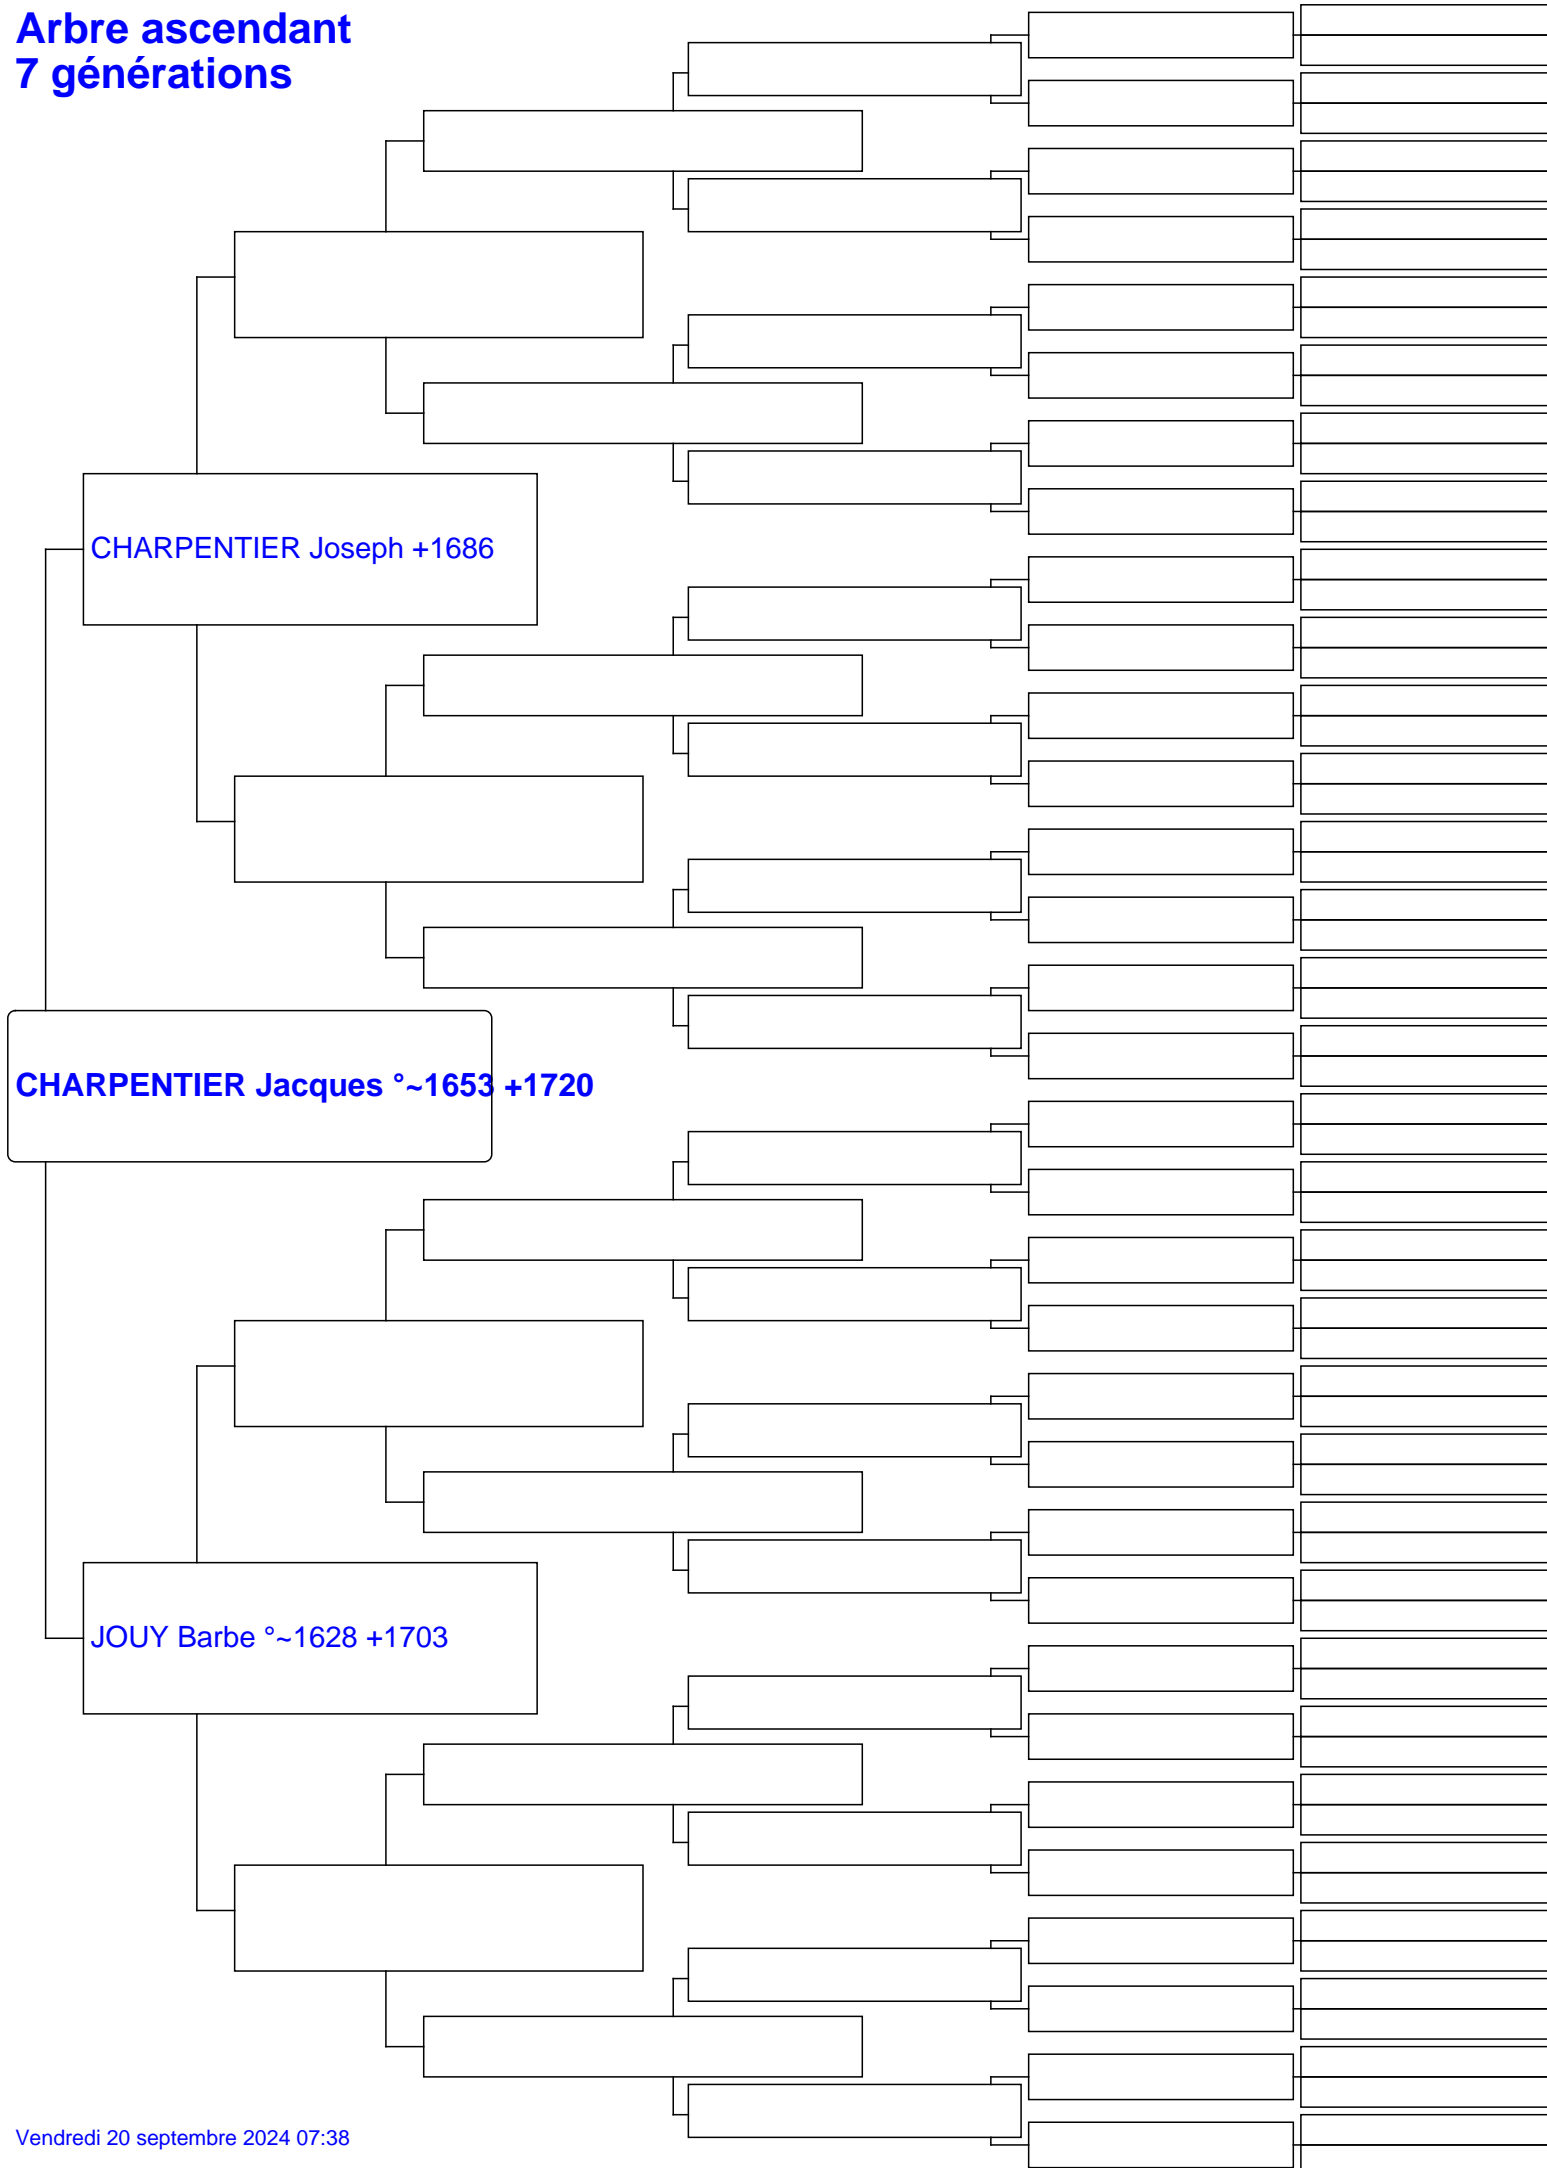 Arbre ascendant
7 générations
CHARPENTIER Joseph +1686
CHARPENTIER Jacques °~1653 +1720
JOUY Barbe °~1628 +1703
Vendredi 20 septembre 2024 07:38